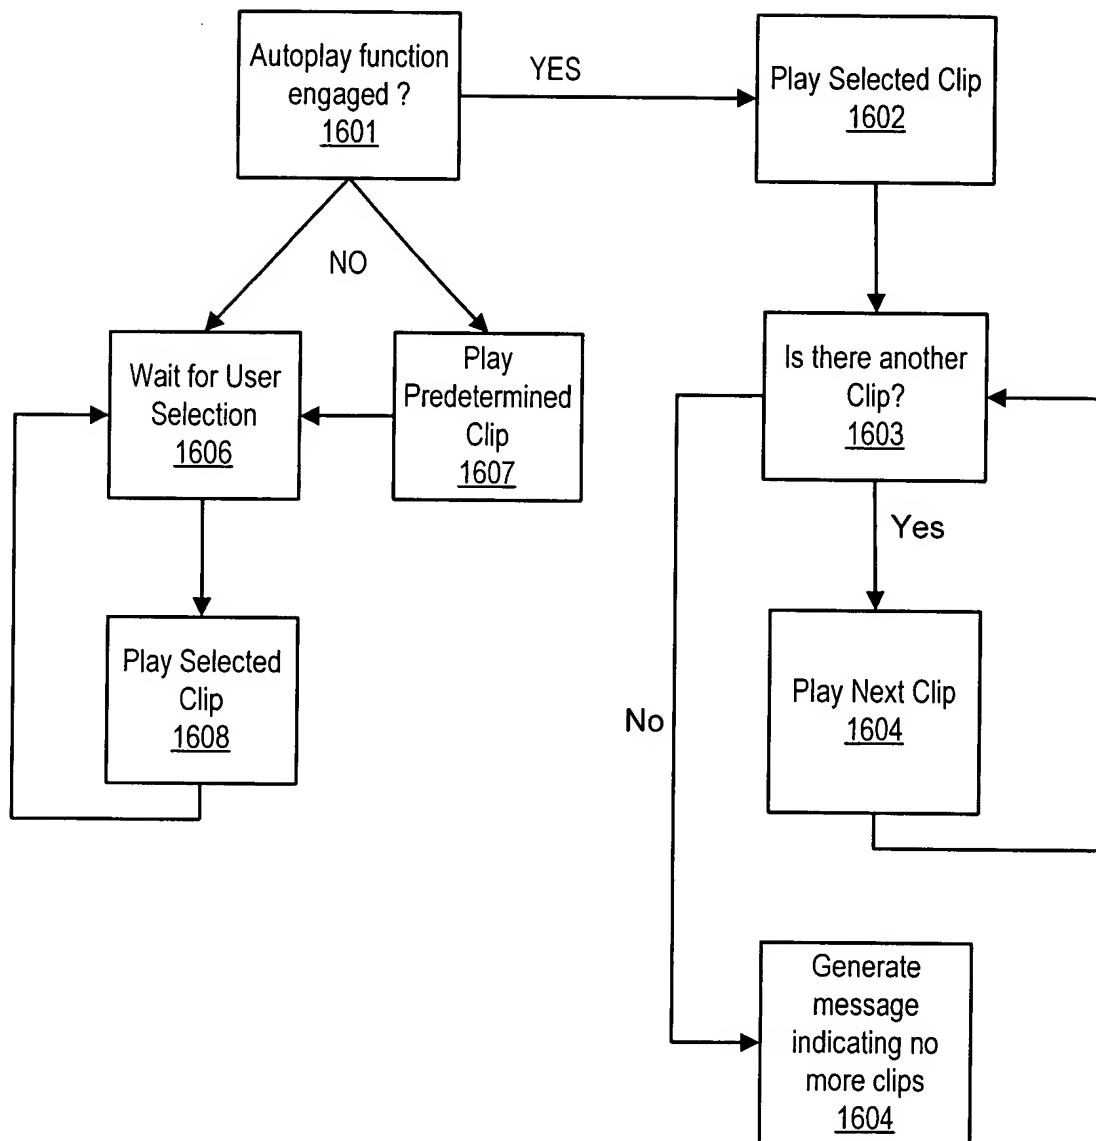 Autoplay function
engaged ?
1601
YES
Play Selected Clip
1602
NO
Wait for User
Selection
1606
Play
Predetermined
Clip
1607
Is there another
Clip?
1603
Yes
Play Selected
Clip
1608
No
Play Next Clip
1604
Generate
message
indicating no
more clips
1604